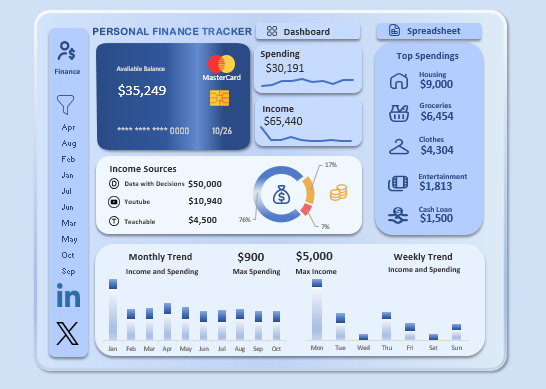 PERSONAL FINANCE TRACKER
Dashboard
Spreadsheet
Finance
Apr
Aug
Feb
Jan
Jul
Jun
Mar
May
Oct
Sep
in
X
Available Balance
$35,249
MasterCard
**** **** **** 0000
10/26
Spending
$30,191
Income
$65,440
Top Spendings
Housing
$9,000
Groceries
$6,454
Clothes
$4,304
Entertainment
$1,813
Cash Loan
$1,500
Income Sources
Data with Decisions $50,000
Youtube $10,940
Teachable $4,500
17%
76%
7%
Monthly Trend
Income and Spending
$900
Max Spending
$5,000
Max Income
Weekly Trend
Income and Spending
Jan Feb Mar Apr May Jun Jul Aug Sep Oct
Mon Tue Wed Thu Fri Sat Sun